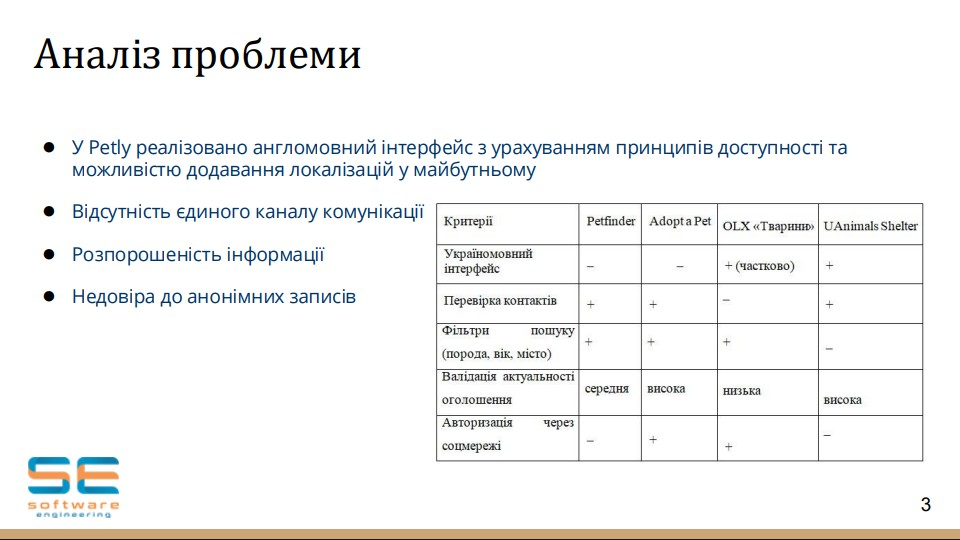 Аналіз проблеми
● У Petly реалізовано англомовний інтерфейс з урахуванням принципів доступності та
можливістю додавання локалізацій у майбутньому
● Відсутність єдиного каналу комунікації
● Розпорошеність інформації
● Недовіра до анонімних записів
Критерії Petfinder Adopt a Pet OLX «Тварини» UAnimals Shelter
Україномовний
інтерфейс – – + (частково) +
Перевірка контактів + + – +
Фільтри пошуку
(порода, вік, місто) + + + –
Валідація актуальності
оголошення середня висока низька висока
Авторизація через
соцмережі – + + –
SE
software
engineering
3